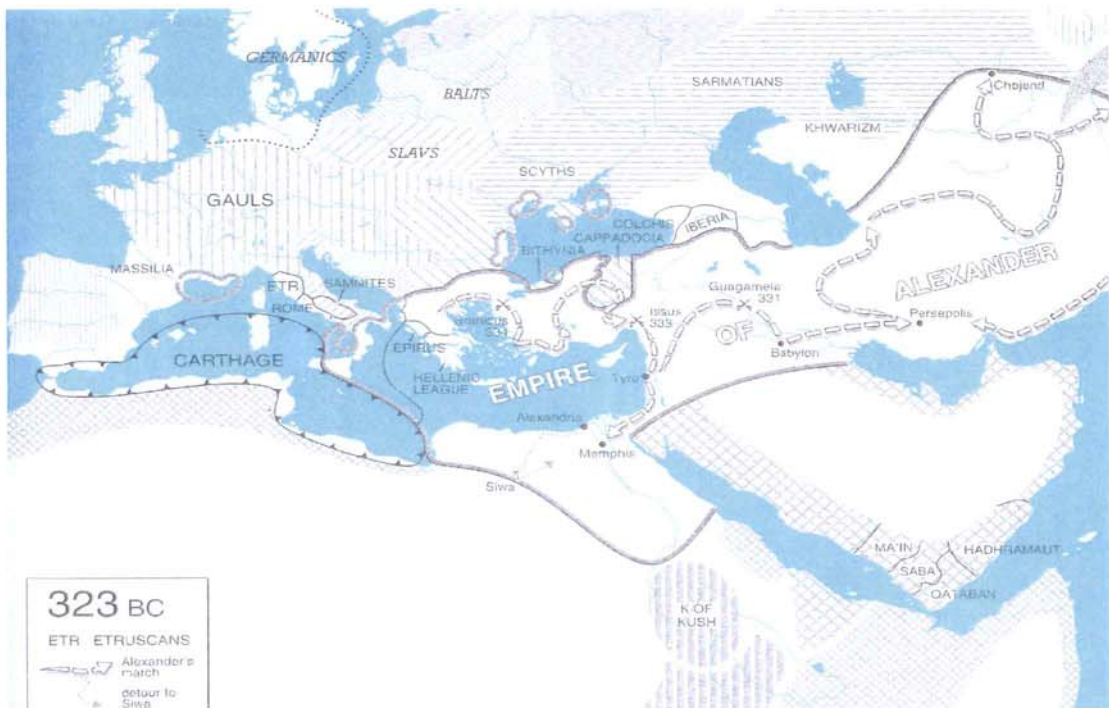 GERMANICS
BALTS
SLAVS
SARMATIANS
Chojend
KHWARIZM
SCYTHS
GAULS
COLCHIS
IBERIA
CAPPADOCIA
BITHYNIA
MASSILIA
ETR
SAMNITES
ROME
ALEXANDER
Guagamela
331
Issus
333
Granicus
334
OF
Persepolis
Babylon
EPIRUS
CARTHAGE
HELLENIC
LEAGUE
EMPIRE
Tyre
Alexandria
Memphis
Siwa
MA'IN
HADHRAMAUT
SABA
QATABAN
K OF
KUSH
323 BC
ETR ETRUSCANS
Alexander's
march
detour to
Siwa